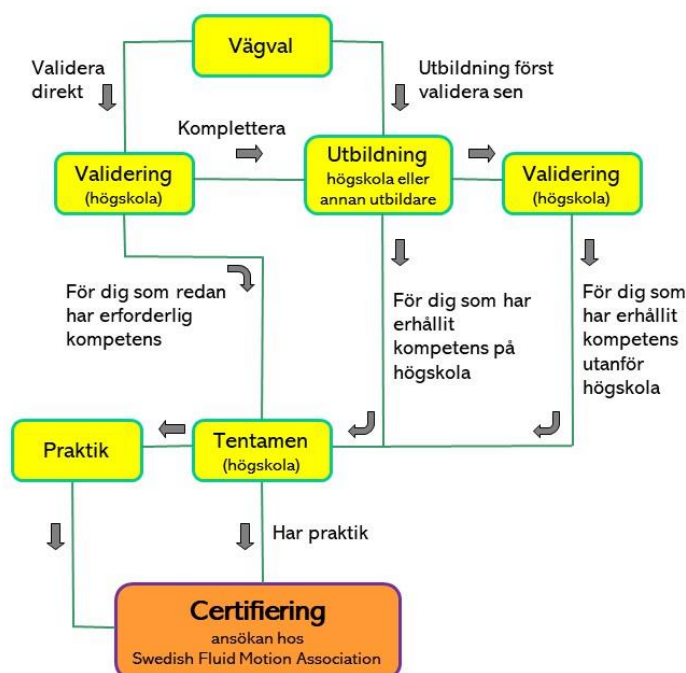 Vägval
Validera
direkt
Utbildning först
validera sen
Komplettera
Validering
(högskola)
Utbildning
högskola eller
annan utbildare
Validering
(högskola)
För dig som redan
har erforderlig
kompetens
För dig som har
erhållit
kompetens på
högskola
För dig som
har erhållit
kompetens
utanför
högskola
Praktik
Tentamen
(högskola)
Har praktik
Certifiering
ansökan hos
Swedish Fluid Motion Association